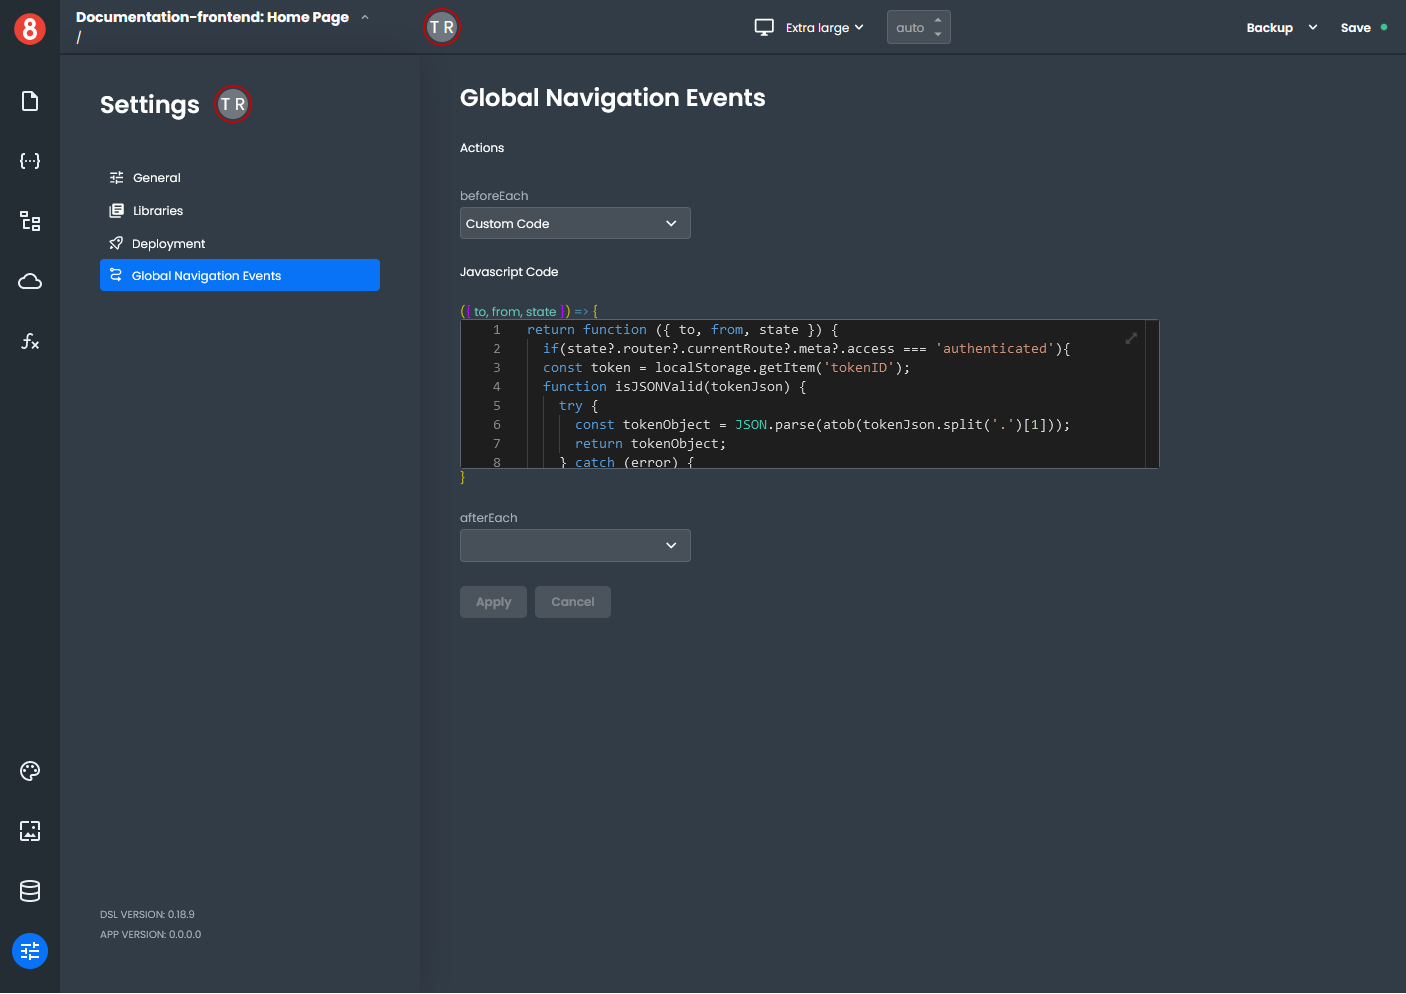 8
Documentation-frontend: Home Page
/
T R
Extra large
auto
Backup
Save
Settings
T R
General
Libraries
Deployment
Global Navigation Events
DSL VERSION: 0.18.9
APP VERSION: 0.0.0.0
Global Navigation Events
Actions
beforeEach
Custom Code
Javascript Code
({ to, from, state }) => {
1 return function ({ to, from, state }) {
2 if(state?.router?.currentRoute?.meta?.access === 'authenticated'){
3 const token = localStorage.getItem('tokenID');
4 function isJSONValid(tokenJson) {
5 try {
6 const tokenObject = JSON.parse(atob(tokenJson.split('.')[1]));
7 return tokenObject;
8 } catch (error) {
}
afterEach
Apply
Cancel